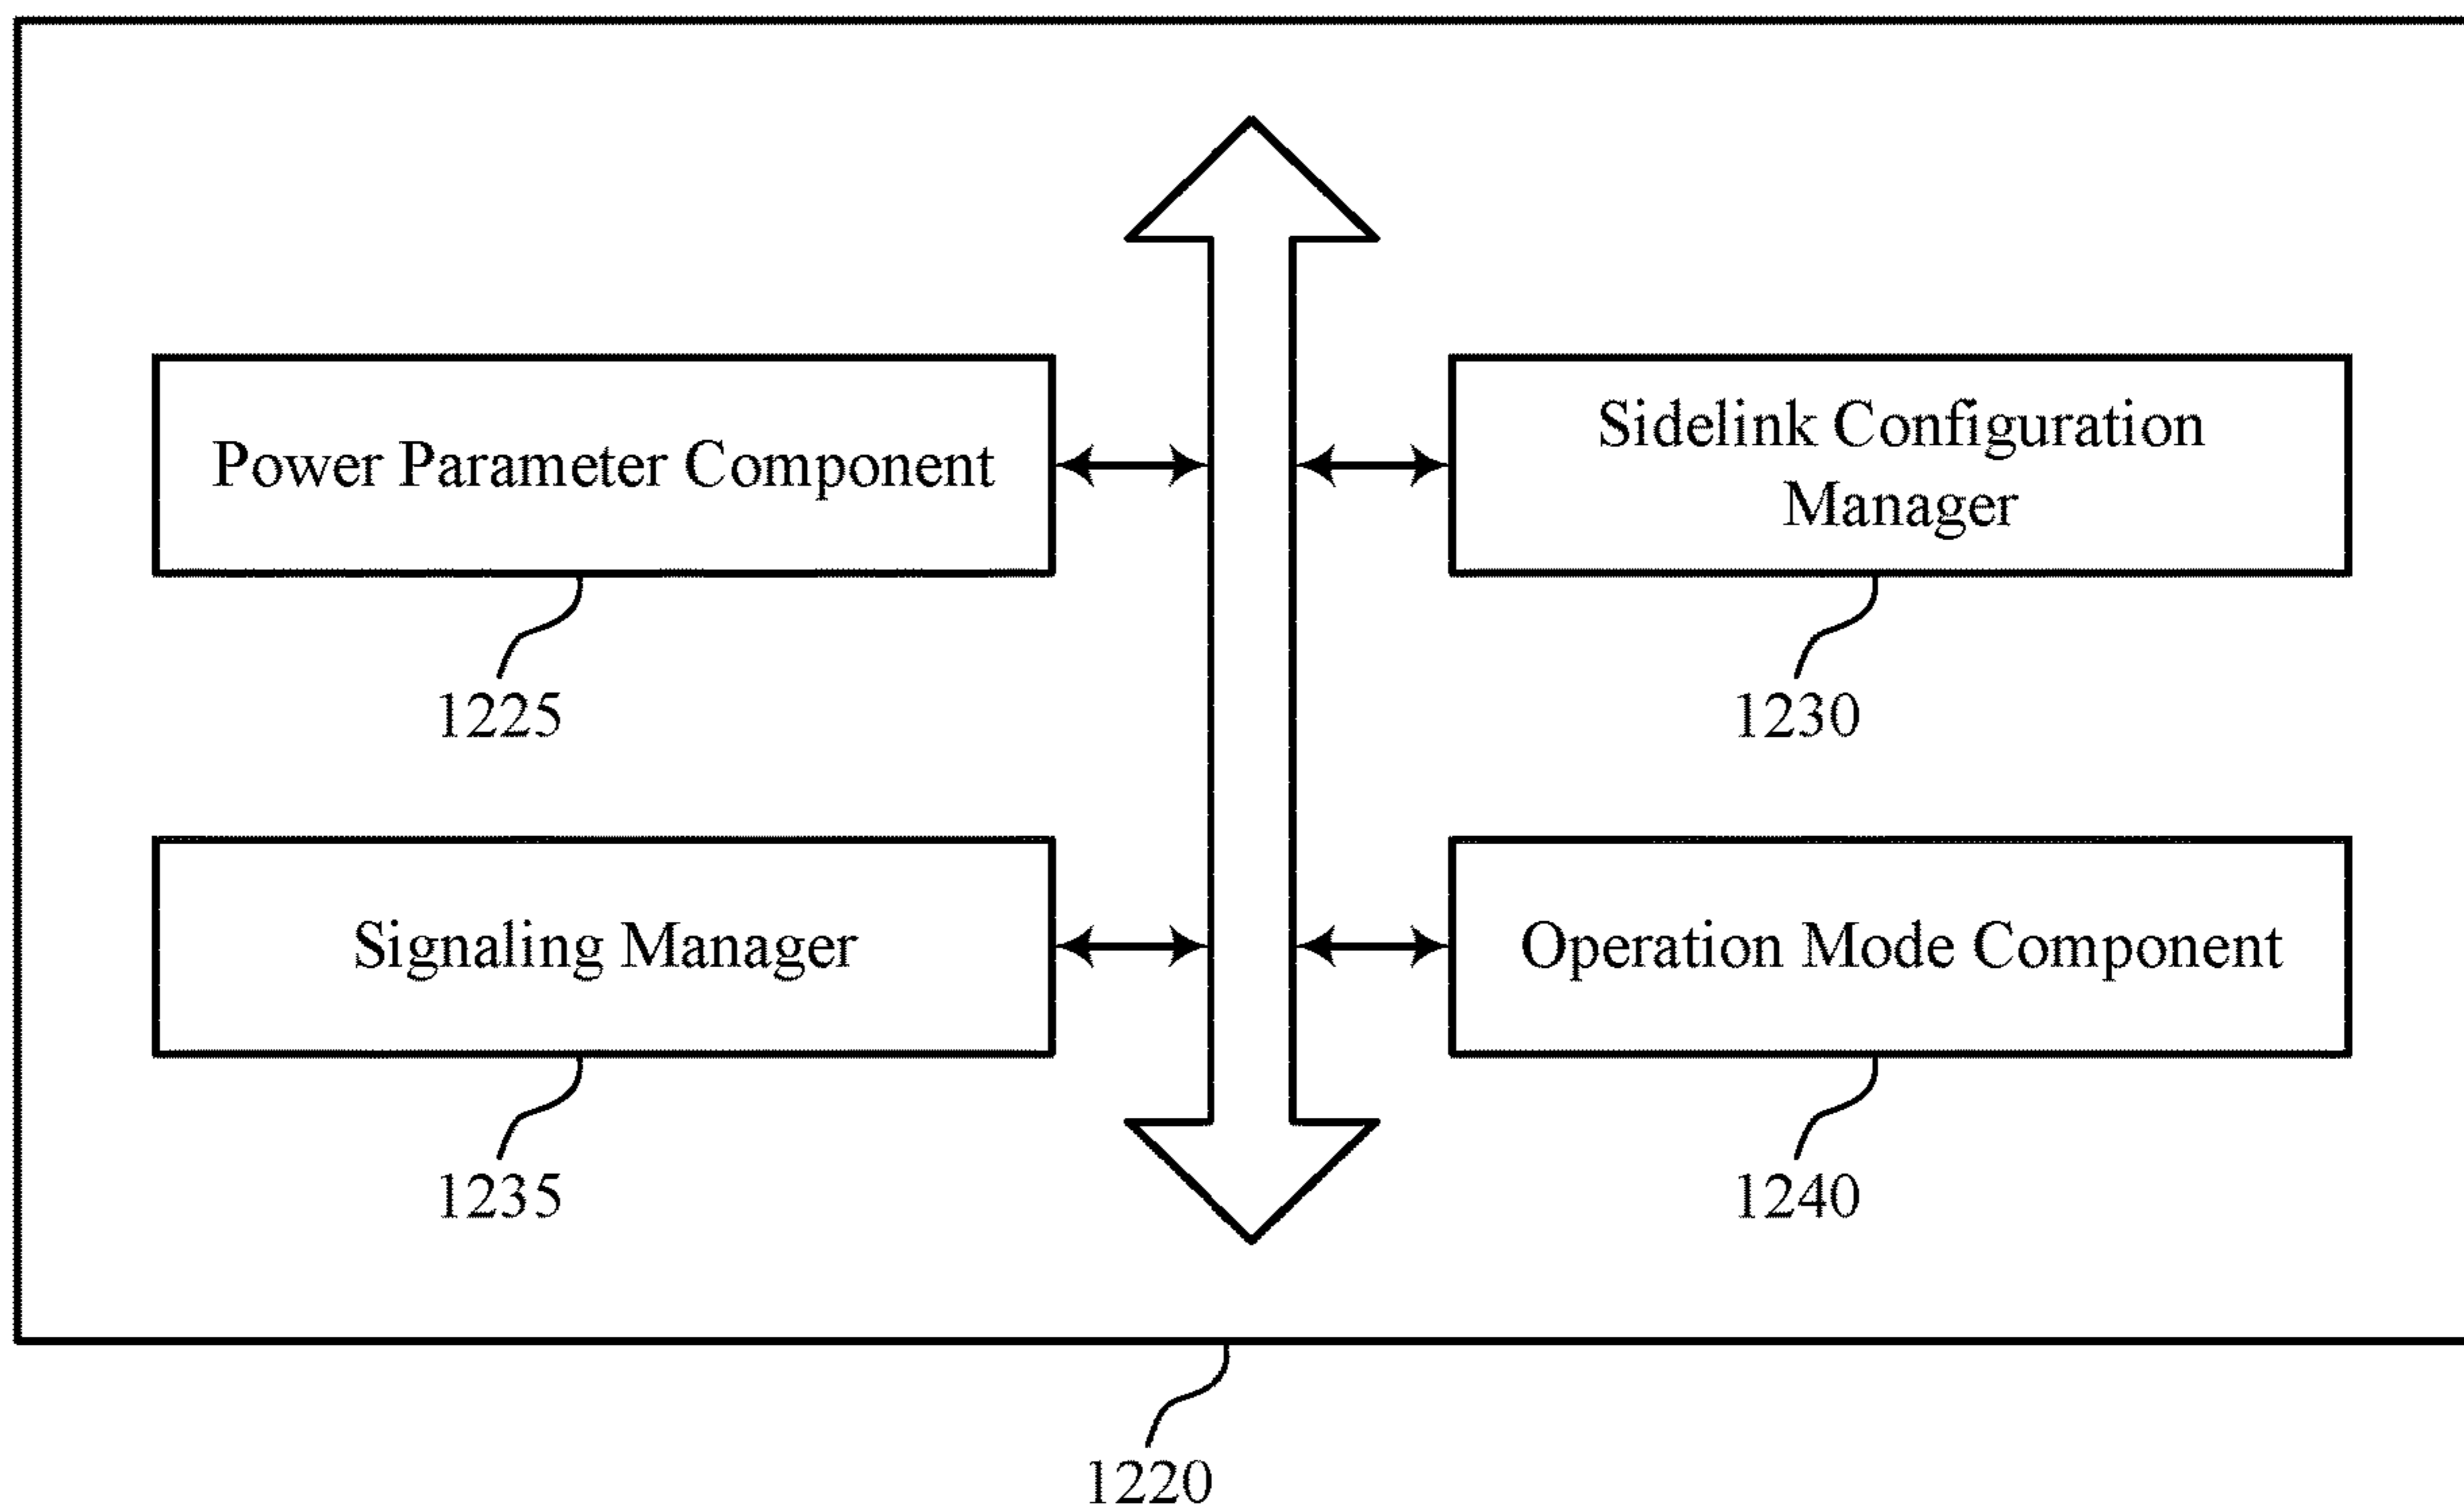 Power Parameter Component
Sidelink Configuration
Manager
1225
1230
Signaling Manager
Operation Mode Component
1235
1240
1220